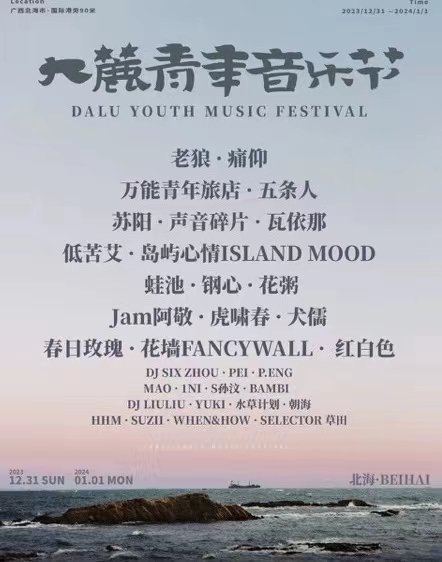 Location
Time
广西北海市·国际港街90米
2023/12/31 —2024/1/1
大麓青年音乐节
DALU YOUTH MUSIC FESTIVAL
老狼·痛仰
万能青年旅店·五条人
苏阳·声音碎片·瓦依那
低苦艾·岛屿心情ISLAND MOOD
蛙池·钢心·花粥
Jam阿敬·虎啸春·犬儒
春日玫瑰·花墙FANCYWALL· 红白色
DJ SIX ZHOU·PEI·P.ENG
MAO·1NI·S孙汶·BAMBI
DJ LIULIU·YUKI·水草计划·朝海
HHM·SUZII·WHEN&HOW·SELECTOR 草田
2023
12.31 SUN
2024
01.01 MON
北海·BEIHAI